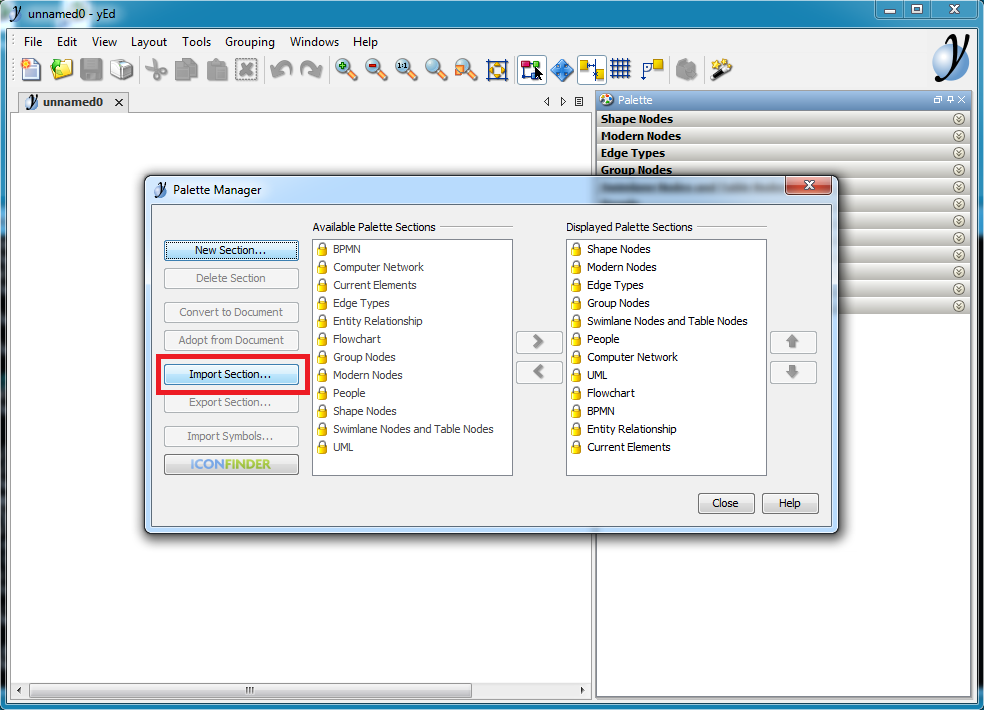 unnamed0 - yEd
File Edit View Layout Tools Grouping Windows Help
1:1
y
unnamed0
Palette
Shape Nodes
Modern Nodes
Edge Types
Group Nodes
Palette Manager
New Section...
Delete Section
Convert to Document
Adopt from Document
Import Section...
Export Section...
Import Symbols...
ICONFINDER
Available Palette Sections
BPMN
Computer Network
Current Elements
Edge Types
Entity Relationship
Flowchart
Group Nodes
Modern Nodes
People
Shape Nodes
Swimlane Nodes and Table Nodes
UML
Displayed Palette Sections
Shape Nodes
Modern Nodes
Edge Types
Group Nodes
Swimlane Nodes and Table Nodes
People
Computer Network
UML
Flowchart
BPMN
Entity Relationship
Current Elements
Close Help